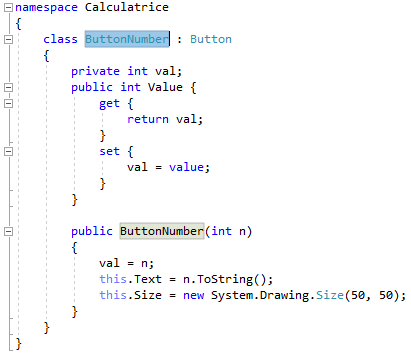 namespace Calculatrice
{
    class ButtonNumber : Button
    {
        private int val;
        public int Value {
            get {
                return val;
            }
            set {
                val = value;
            }
        }

        public ButtonNumber(int n)
        {
            val = n;
            this.Text = n.ToString();
            this.Size = new System.Drawing.Size(50, 50);
        }
    }
}